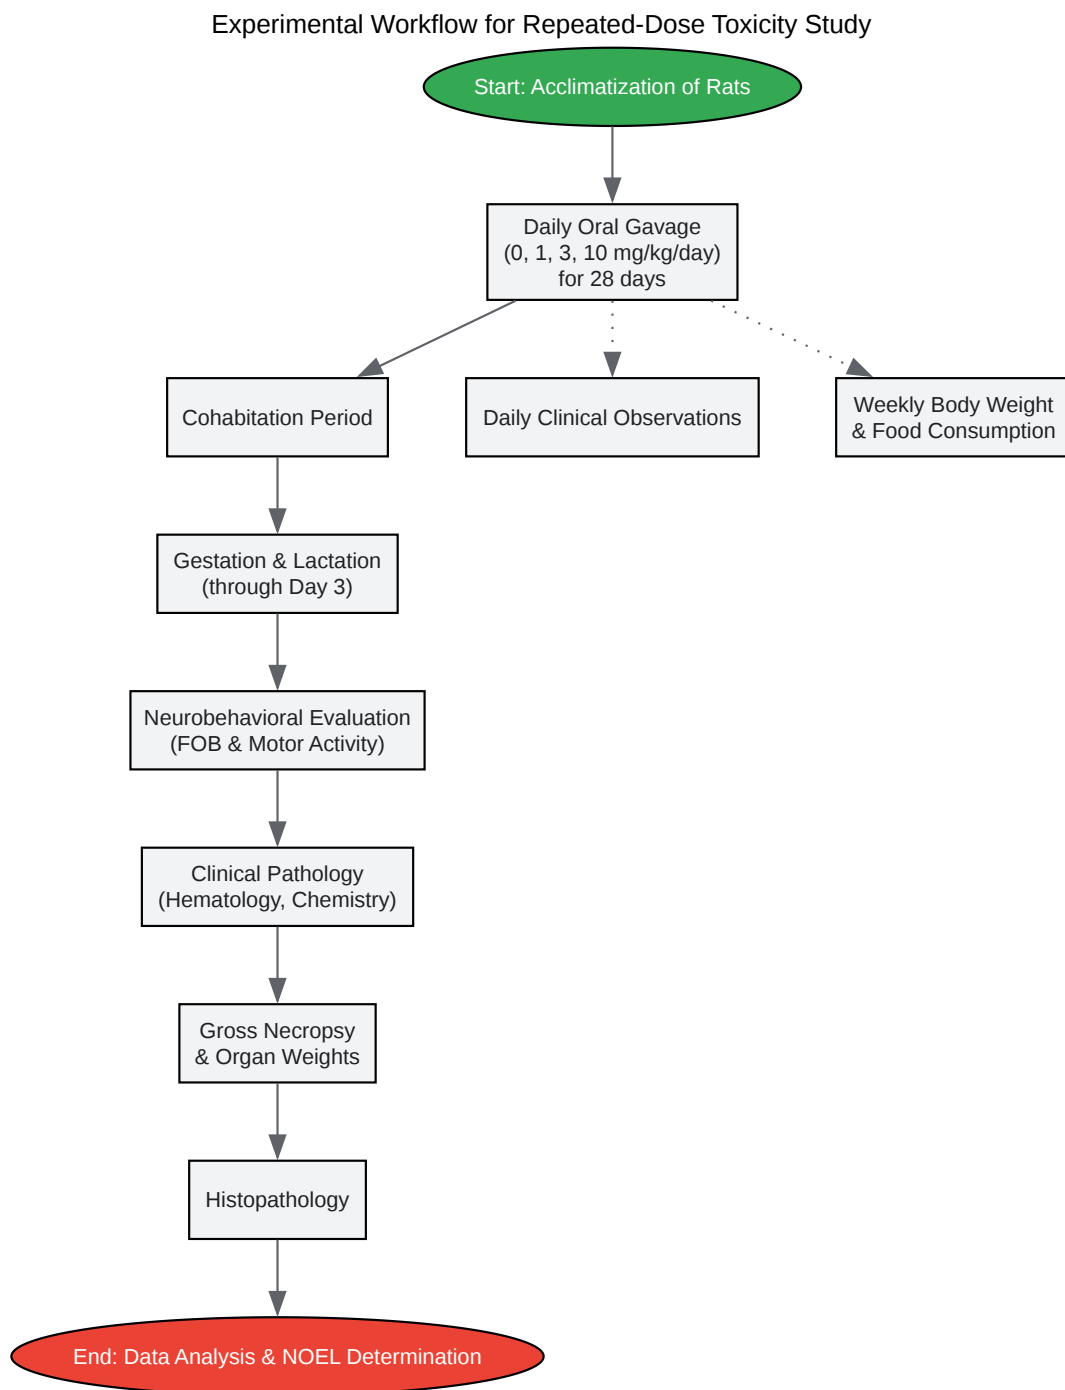 Experimental Workflow for Repeated-Dose Toxicity Study
Start: Acclimatization of Rats
Daily Oral Gavage
(0, 1, 3, 10 mg/kg/day)
for 28 days
Cohabitation Period
Daily Clinical Observations
Weekly Body Weight
& Food Consumption
Gestation & Lactation
(through Day 3)
Neurobehavioral Evaluation
(FOB & Motor Activity)
Clinical Pathology
(Hematology, Chemistry)
Gross Necropsy
& Organ Weights
Histopathology
End: Data Analysis & NOEL Determination